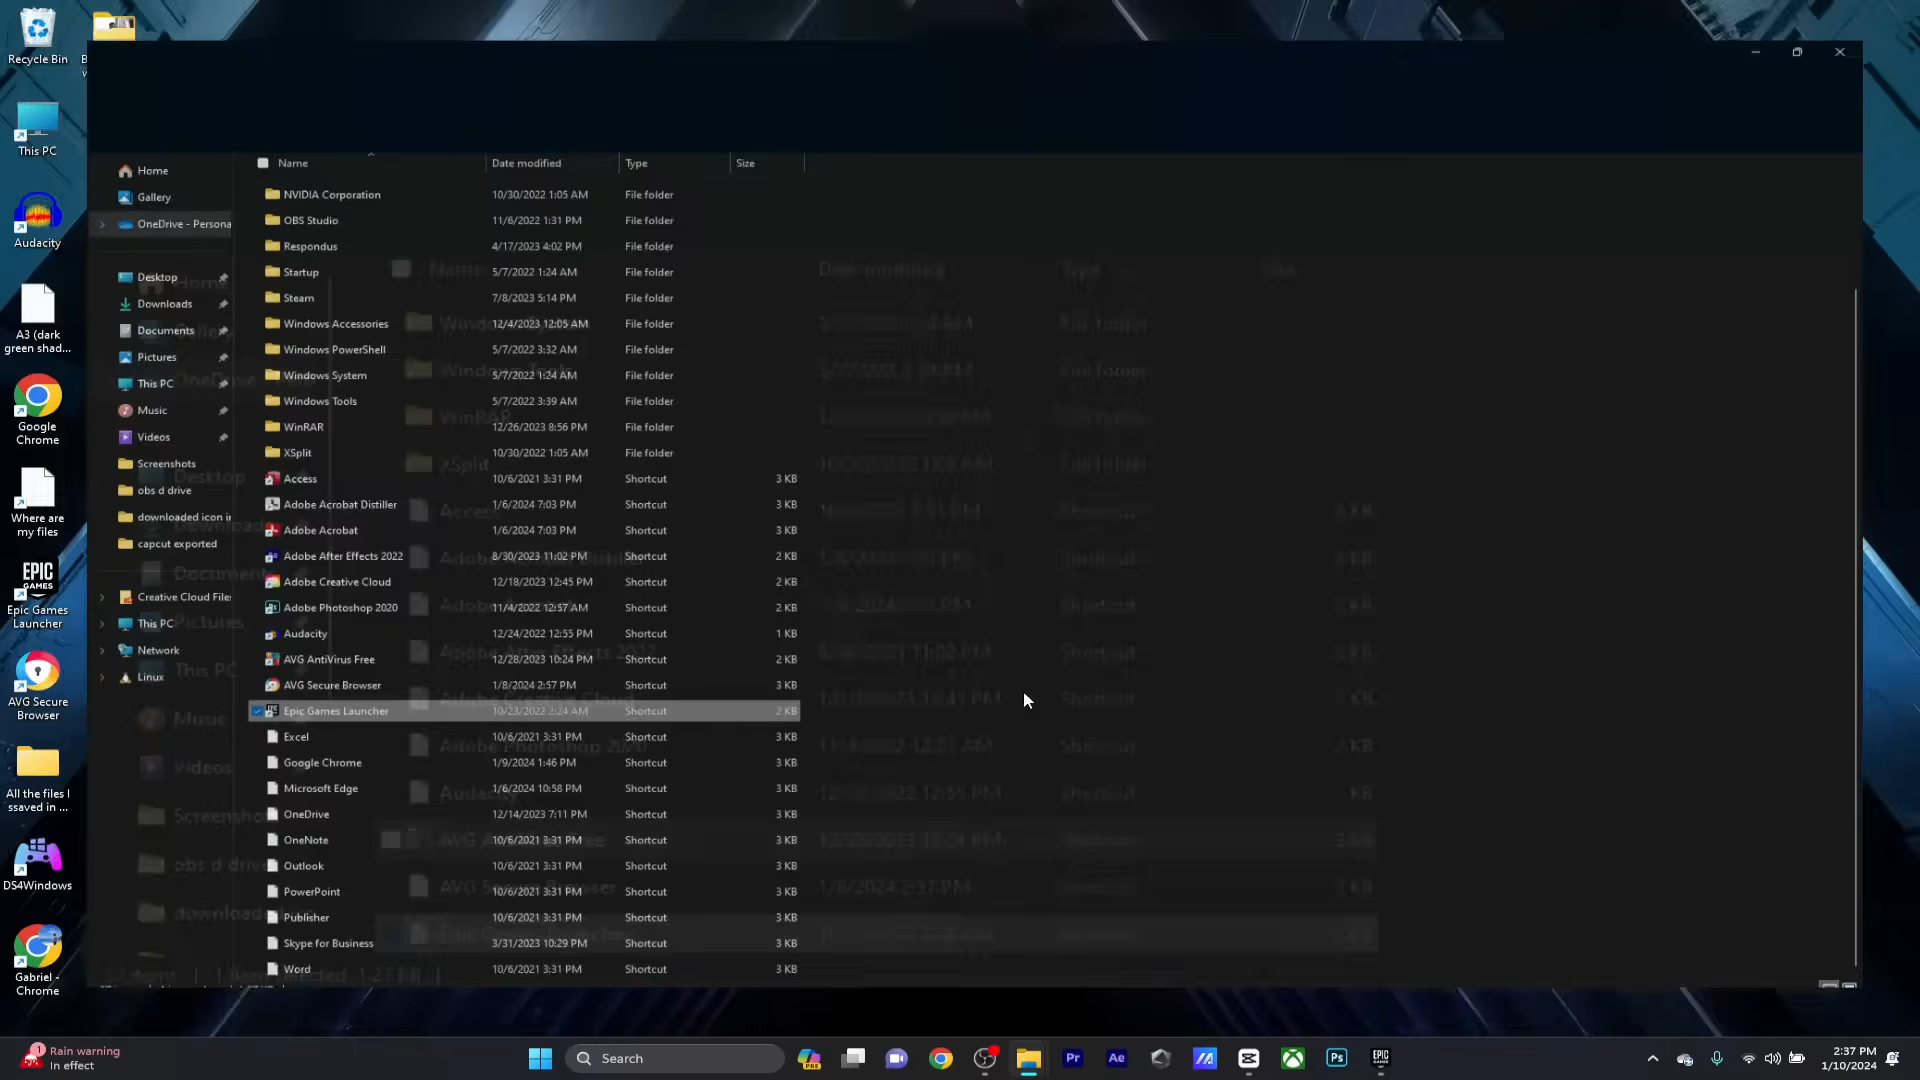 Recycle Bin
This PC
Audacity
A3 (dark
green shad...
Google
Chrome
Where are
my files
EPIC
GAMES
Epic Games
Launcher
AVG Secure
Browser
All the files I
ssaved in ...
DS4Windows
Gabriel -
Chrome
Home
Gallery
OneDrive - Persona
Desktop
Downloads
Documents
Pictures
This PC
Music
Videos
Screenshots
obs d drive
downloaded icon i
capcut exported
Creative Cloud File
This PC
Network
Linux
Name Date modified Type Size
NVIDIA Corporation 10/30/2022 1:05 AM File folder
OBS Studio 11/6/2022 1:31 PM File folder
Respondus 4/17/2023 4:02 PM File folder
Startup 5/7/2022 1:24 AM File folder
Steam 7/8/2023 5:14 PM File folder
Windows Accessories 12/4/2023 12:05 AM File folder
Windows PowerShell 5/7/2022 3:32 AM File folder
Windows System 5/7/2022 1:24 AM File folder
Windows Tools 5/7/2022 3:39 AM File folder
WinRAR 12/26/2023 8:56 PM File folder
XSplit 10/30/2022 1:05 AM File folder
Access 10/6/2021 3:31 PM Shortcut 3 KB
Adobe Acrobat Distiller 1/6/2024 7:03 PM Shortcut 3 KB
Adobe Acrobat 1/6/2024 7:03 PM Shortcut 3 KB
Adobe After Effects 2022 8/30/2023 11:02 PM Shortcut 2 KB
Adobe Creative Cloud 12/18/2023 12:45 PM Shortcut 2 KB
Adobe Photoshop 2020 11/4/2022 12:57 AM Shortcut 2 KB
Audacity 12/24/2022 12:55 PM Shortcut 1 KB
AVG AntiVirus Free 12/28/2023 10:24 PM Shortcut 2 KB
AVG Secure Browser 1/8/2024 2:57 PM Shortcut 3 KB
Epic Games Launcher 10/23/2022 2:24 AM Shortcut 2 KB
Excel 10/6/2021 3:31 PM Shortcut 3 KB
Google Chrome 1/9/2024 1:46 PM Shortcut 3 KB
Microsoft Edge 1/6/2024 10:58 PM Shortcut 3 KB
OneDrive 12/14/2023 7:11 PM Shortcut 3 KB
OneNote 10/6/2021 3:31 PM Shortcut 3 KB
Outlook 10/6/2021 3:31 PM Shortcut 3 KB
PowerPoint 10/6/2021 3:31 PM Shortcut 3 KB
Publisher 10/6/2021 3:31 PM Shortcut 3 KB
Skype for Business 3/31/2023 10:29 PM Shortcut 3 KB
Word 10/6/2021 3:31 PM Shortcut 3 KB
1
Rain warning
In effect
Search
PRE
Pr
Ae
Ps
EPIC
2:37 PM
1/10/2024